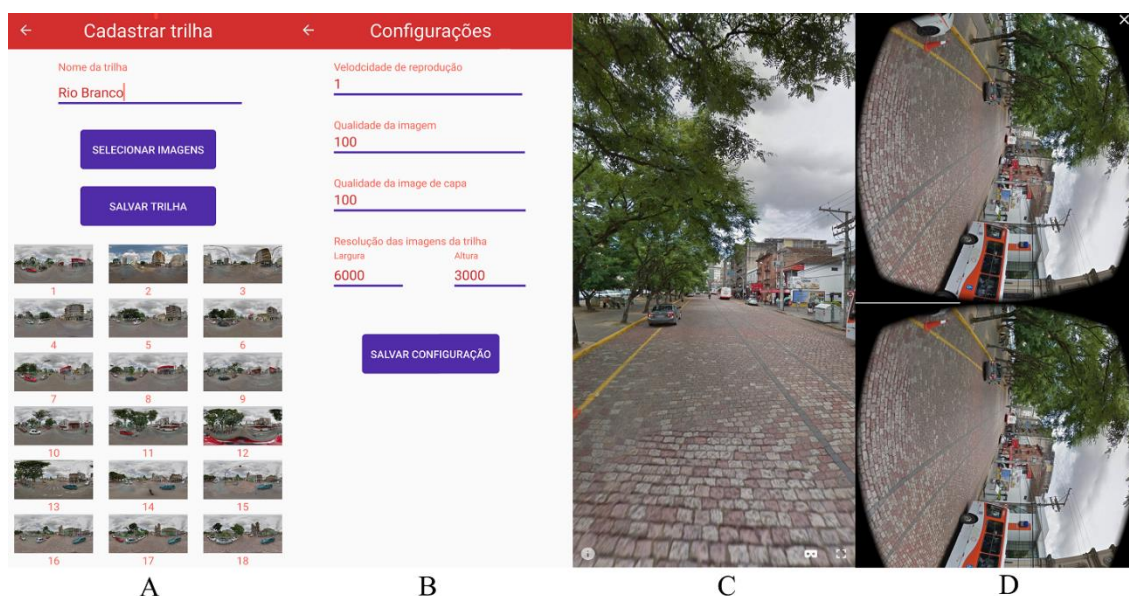 Cadastrar trilha
Nome da trilha
Rio Branco
SELECIONAR IMAGENS
SALVAR TRILHA
1 2 3
4 5 6
7 8 9
10 11 12
13 14 15
16 17 18
A
Configurações
Velodcidade de reprodução
1
Qualidade da imagem
100
Qualidade da image de capa
100
Resolução das imagens da trilha
Largura Altura
6000 3000
SALVAR CONFIGURAÇÃO
B
C
D